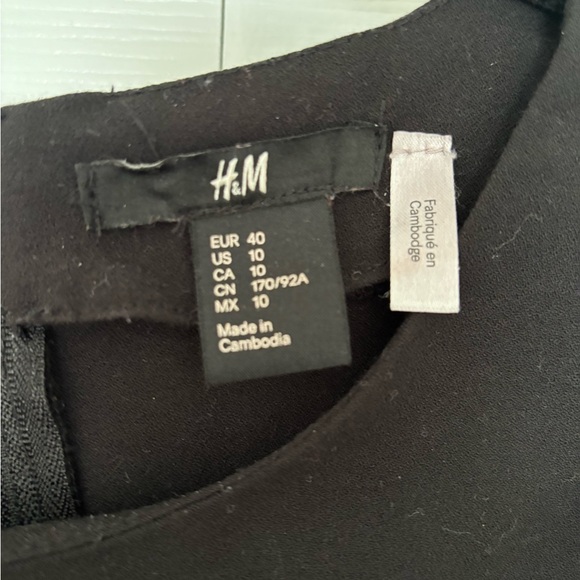 H&M
EUR 40
US 10
CA 10
CN 170/92A
MX 10
Made in
Cambodia
Fabriqué en
Cambodge